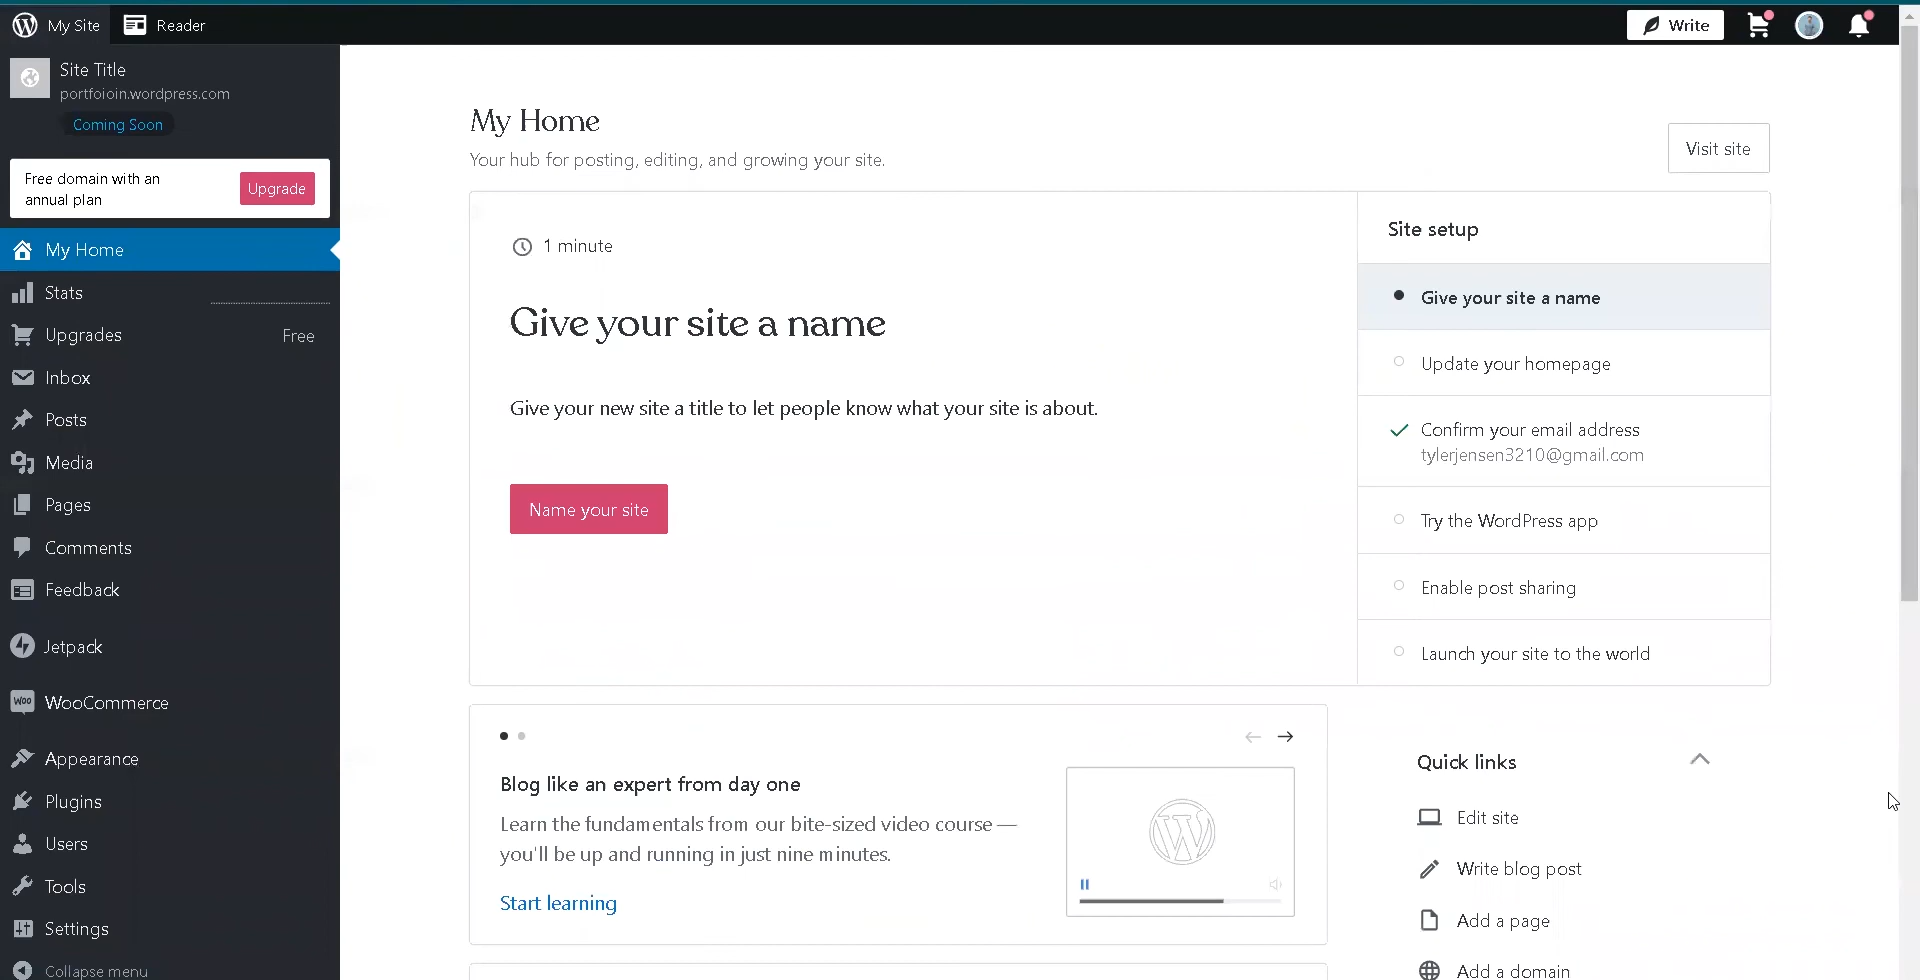 My Site
Reader
Write
Site Title
portfoioin.wordpress.com
Coming Soon
Free domain with an
annual plan
Upgrade
My Home
Stats
Upgrades
Free
Inbox
Posts
Media
Pages
Comments
Feedback
Jetpack
Woo
WooCommerce
Appearance
Plugins
Users
Tools
Settings
Collapse menu
My Home
Your hub for posting, editing, and growing your site.
Visit site
1 minute
Give your site a name
Give your new site a title to let people know what your site is about.
Name your site
Site setup
Give your site a name
Update your homepage
Confirm your email address
tylerjensen3210@gmail.com
Try the WordPress app
Enable post sharing
Launch your site to the world
Blog like an expert from day one
Learn the fundamentals from our bite-sized video course —
you'll be up and running in just nine minutes.
Start learning
Quick links
Edit site
Write blog post
Add a page
Add a domain